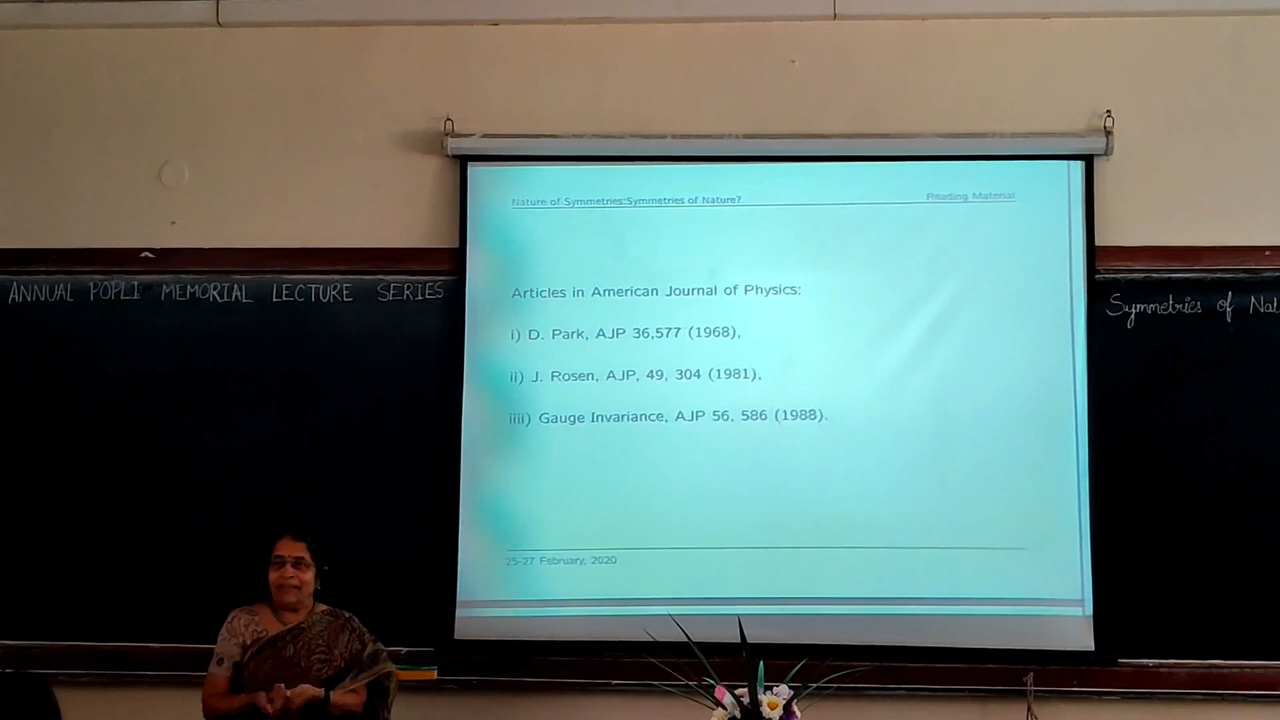 ANNUAL POPLI MEMORIAL LECTURE SERIES
Nature of Symmetries:Symmetries of Nature?
Reading Material
Articles in American Journal of Physics:
i) D. Park, AJP 36,577 (1968),
ii) J. Rosen, AJP, 49, 304 (1981),
iiii) Gauge Invariance, AJP 56, 586 (1988).
25-27 February, 2020
Symmetries of Nat